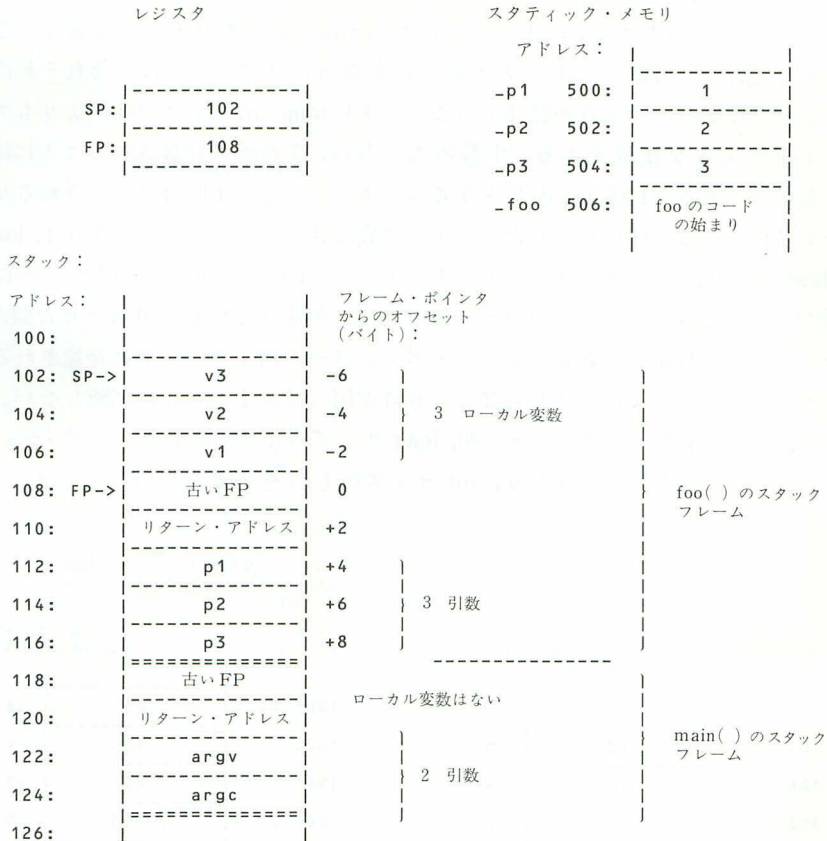 レジスタ
SP: 102
FP: 108
スタティック・メモリ
アドレス：
_p1 500: 1
_p2 502: 2
_p3 504: 3
_foo 506: foo のコード
の始まり
スタック：
アドレス：
フレーム・ポインタ
からのオフセット
(バイト)：
100:
102: SP-> v3 -6
104: v2 -4 3 ローカル変数
106: v1 -2
108: FP-> 古いFP 0 foo( ) のスタック
フレーム
110: リターン・アドレス +2
112: p1 +4
114: p2 +6 3 引数
116: p3 +8
118: 古いFP
ローカル変数はない
120: リターン・アドレス
main( ) のスタック
フレーム
122: argv
2 引数
124: argc
126: